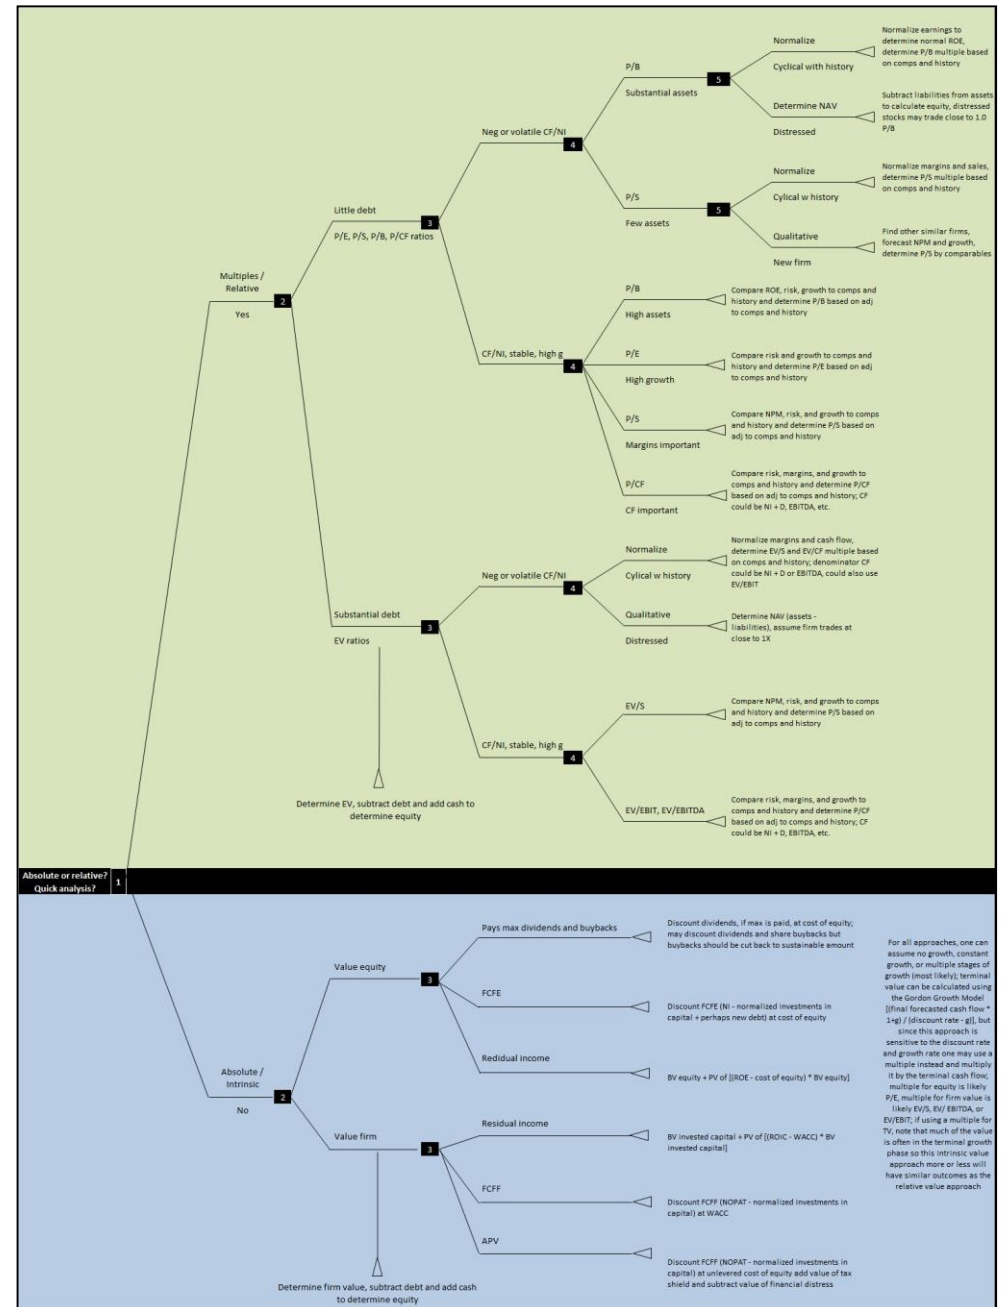 Normalize
Cyclical with history
Normalize earnings to
determine normal ROE,
determine P/B multiple based
on comps and history
P/B
Substantial assets
5
Determine NAV
Distressed
Subtract liabilities from assets
to calculate equity, distressed
stocks may trade close to 1.0
P/B
Neg or volatile CF/NI
4
Normalize
Cylical w history
Normalize margins and sales,
determine P/S multiple based
on comps and history
P/S
Few assets
5
Qualitative
New firm
Find other similar firms,
forecast NPM and growth,
determine P/S by comparables
Little debt
P/E, P/S, P/B, P/CF ratios
3
Multiples /
Relative
Yes
2
P/B
High assets
Compare ROE, risk, growth to comps and
history and determine P/B based on adj
to comps and history
CF/NI, stable, high g
4
P/E
High growth
Compare risk and growth to comps and
history and determine P/E based on adj
to comps and history
P/S
Margins important
Compare NPM, risk, and growth to comps
and history and determine P/S based on
adj to comps and history
P/CF
CF important
Compare risk, margins, and growth to
comps and history and determine P/CF
based on adj to comps and history; CF
could be NI + D, EBITDA, etc.
Neg or volatile CF/NI
4
Normalize
Cylical w history
Normalize margins and cash flow,
determine EV/S and EV/CF multiple based
on comps and history; denominator CF
could be NI + D or EBITDA, could also use
EV/EBIT
Substantial debt
EV ratios
3
Qualitative
Distressed
Determine NAV (assets -
liabilities), assume firm trades at
close to 1X
CF/NI, stable, high g
4
EV/S
Compare NPM, risk, and growth to comps
and history and determine P/S based on
adj to comps and history
Determine EV, subtract debt and add cash to
determine equity
EV/EBIT, EV/EBITDA
Compare risk, margins, and growth to
comps and history and determine P/CF
based on adj to comps and history; CF
could be NI + D, EBITDA, etc.
Absolute or relative?
Quick analysis?
1
Pays max dividends and buybacks
Discount dividends, if max is paid, at cost of equity;
may discount dividends and share buybacks but
buybacks should be cut back to sustainable amount
Value equity
3
FCFE
Discount FCFE (NI - normalized investments in
capital + perhaps new debt) at cost of equity
Redidual income
BV equity + PV of [(ROE - cost of equity) * BV equity]
Absolute /
Intrinsic
No
2
Residual income
BV invested capital + PV of [(ROIC - WACC) * BV
invested capital]
Value firm
3
FCFF
Discount FCFF (NOPAT - normalized investments in
capital) at WACC
APV
Discount FCFF (NOPAT - normalized investments in
capital) at unlevered cost of equity add value of tax
shield and subtract value of financial distress
Determine firm value, subtract debt and add cash
to determine equity
For all approaches, one can
assume no growth, constant
growth, or multiple stages of
growth (most likely); terminal
value can be calculated using
the Gordon Growth Model
[(final forecasted cash flow *
1+g) / (discount rate - g)], but
since this approach is
sensitive to the discount rate
and growth rate one may use a
multiple instead and multiply
it by the terminal cash flow;
multiple for equity is likely
P/E, multiple for firm value is
likely EV/S, EV/ EBITDA, or
EV/EBIT; if using a multiple for
TV, note that much of the value
is often in the terminal growth
phase so this intrinsic value
approach more or less will
have similar outcomes as the
relative value approach